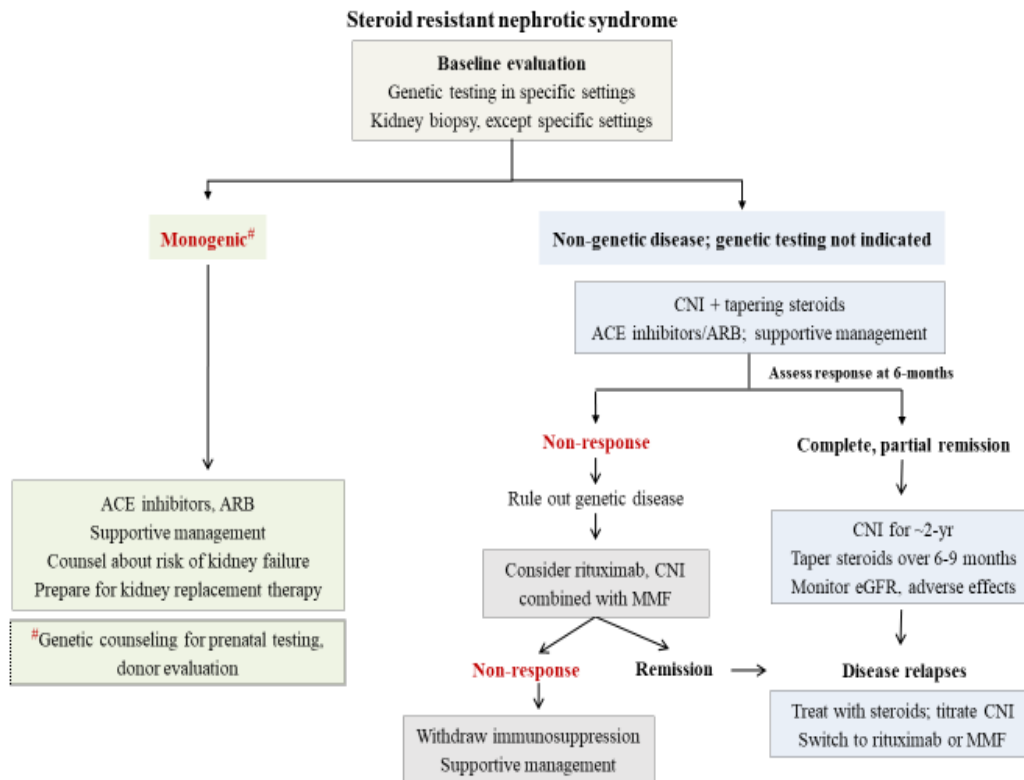 Steroid resistant nephrotic syndrome
Baseline evaluation
Genetic testing in specific settings
Kidney biopsy, except specific settings
Monogenic#
Non-genetic disease; genetic testing not indicated
CNI + tapering steroids
ACE inhibitors/ARB; supportive management
Assess response at 6-months
Non-response
Complete, partial remission
Rule out genetic disease
ACE inhibitors, ARB
Supportive management
Counsel about risk of kidney failure
Prepare for kidney replacement therapy
#Genetic counseling for prenatal testing,
donor evaluation
CNI for ~2-yr
Taper steroids over 6-9 months
Monitor eGFR, adverse effects
Consider rituximab, CNI
combined with MMF
Non-response
Remission
Disease relapses
Treat with steroids; titrate CNI
Switch to rituximab or MMF
Withdraw immunosuppression
Supportive management